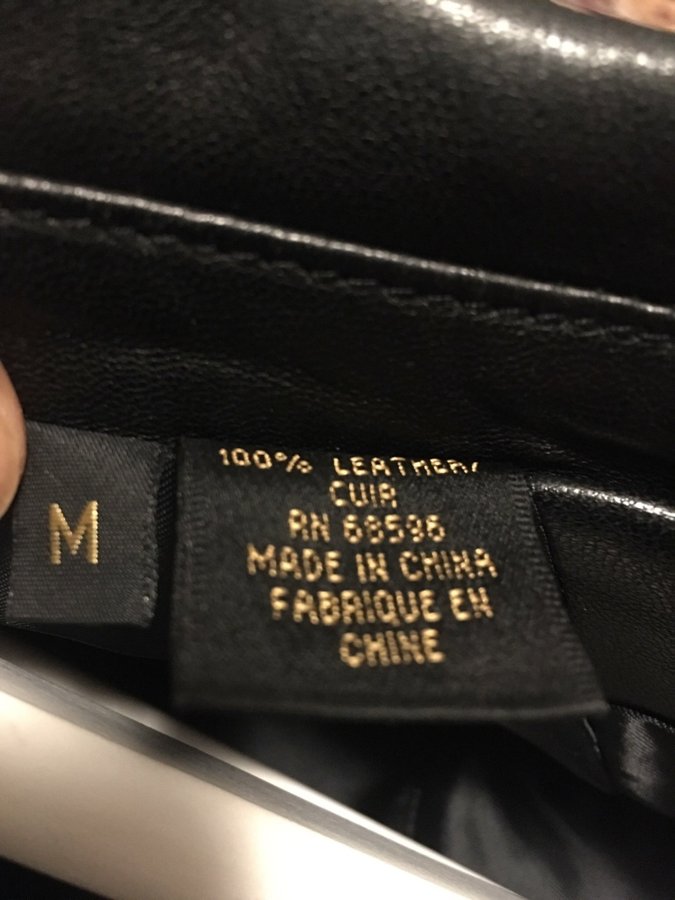 M
100% LEATHER/
CUIR
RN 68596
MADE IN CHINA
FABRIQUE EN
CHINE